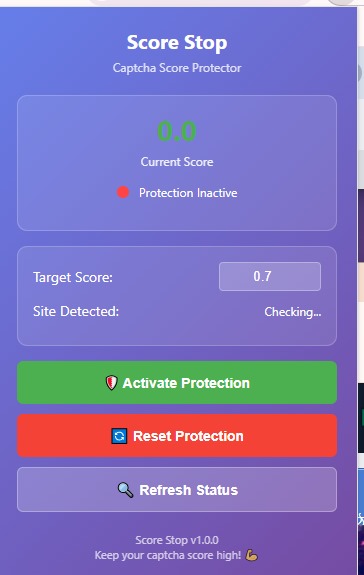 Score Stop
Captcha Score Protector
0.0
Current Score
Protection Inactive
Target Score: 0.7
Site Detected: Checking...
Activate Protection
Reset Protection
Refresh Status
Score Stop v1.0.0
Keep your captcha score high! 💪